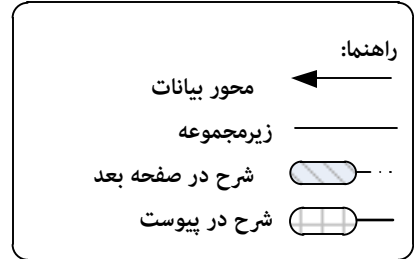 راهنما:
محور بیانات
زیرمجموعه
شرح در صفحه بعد
شرح در پیوست